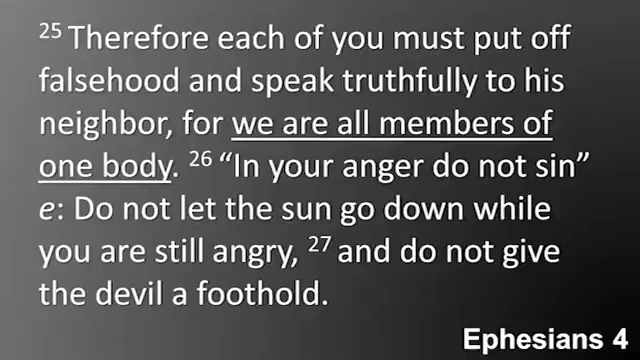 25 Therefore each of you must put off
falsehood and speak truthfully to his
neighbor, for we are all members of
one body. 26 “In your anger do not sin”
e: Do not let the sun go down while
you are still angry, 27 and do not give
the devil a foothold.
Ephesians 4